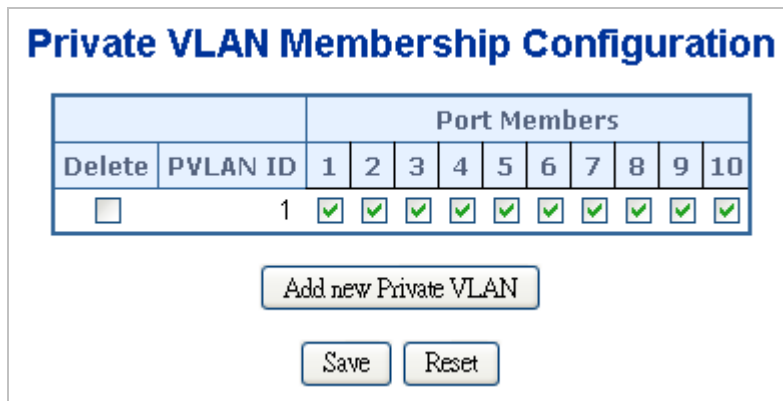 Private VLAN Membership Configuration
Port Members
Delete PVLAN ID 1 2 3 4 5 6 7 8 9 10
1
Add new Private VLAN
Save Reset